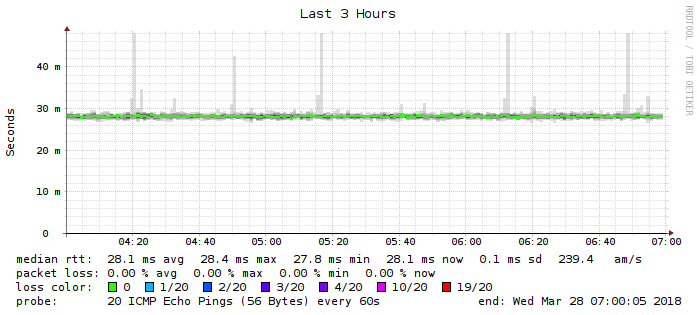 Last 3 Hours
RRDTOOL / TOBI OETIKER
Seconds
40 m
30 m
20 m
10 m
0
04:20 04:40 05:00 05:20 05:40 06:00 06:20 06:40 07:00
median rtt: 28.1 ms avg 28.4 ms max 27.8 ms min 28.1 ms now 0.1 ms sd 239.4 am/s
packet loss: 0.00 % avg 0.00 % max 0.00 % min 0.00 % now
loss color: 0 1/20 2/20 3/20 4/20 10/20 19/20
probe: 20 ICMP Echo Pings (56 Bytes) every 60s end: Wed Mar 28 07:00:05 2018